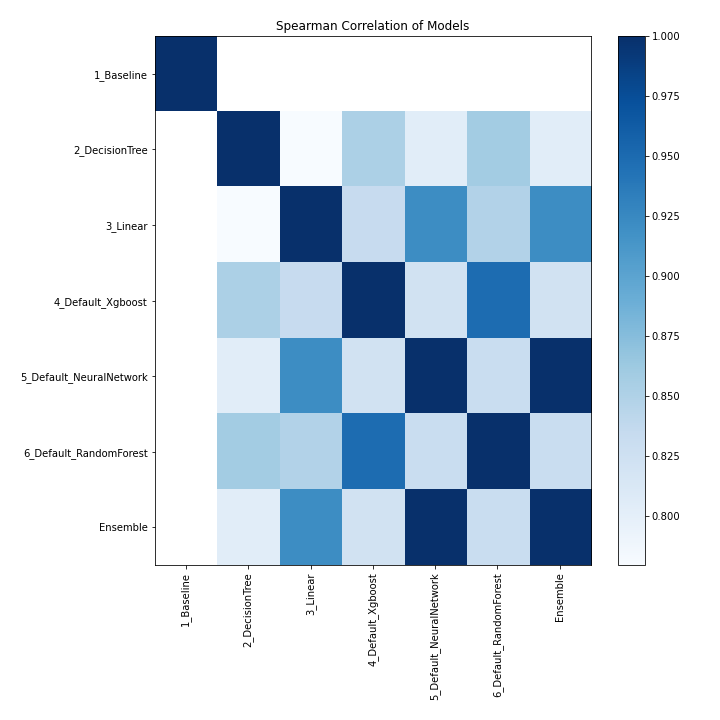 Spearman Correlation of Models
1_Baseline
2_DecisionTree
3_Linear
4_Default_Xgboost
5_Default_NeuralNetwork
6_Default_RandomForest
Ensemble
1_Baseline
2_DecisionTree
3_Linear
4_Default_Xgboost
5_Default_NeuralNetwork
6_Default_RandomForest
Ensemble
1.000
0.975
0.950
0.925
0.900
0.875
0.850
0.825
0.800